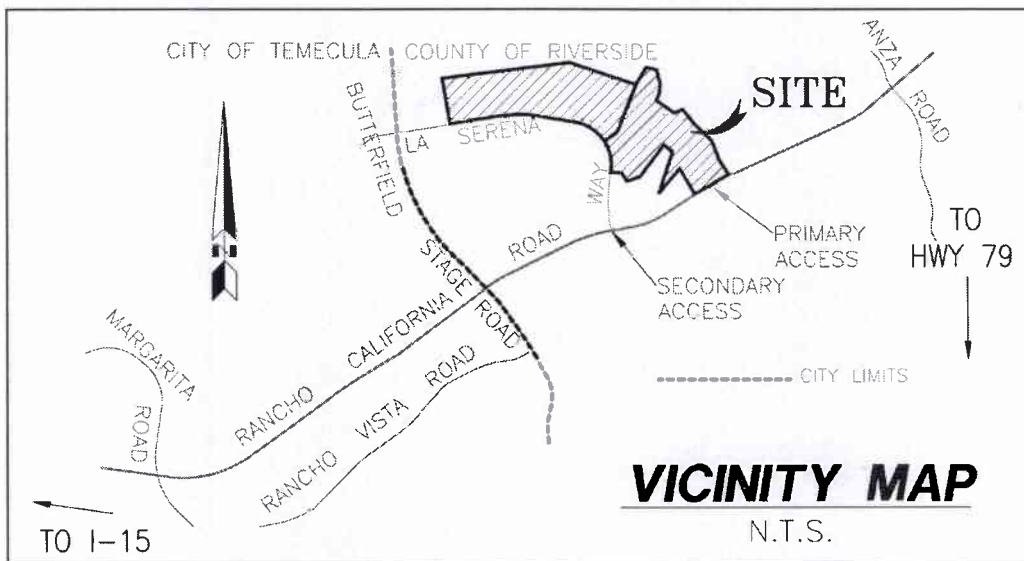 CITY OF TEMECULA
COUNTY OF RIVERSIDE
ANZA ROAD
SITE
BUTTERFIELD STAGE ROAD
LA SERENA WAY
PRIMARY
ACCESS
TO
HWY 79
SECONDARY
ACCESS
RANCHO CALIFORNIA ROAD
MARGARITA ROAD
RANCHO VISTA ROAD
CITY LIMITS
VICINITY MAP
N.T.S.
TO I-15